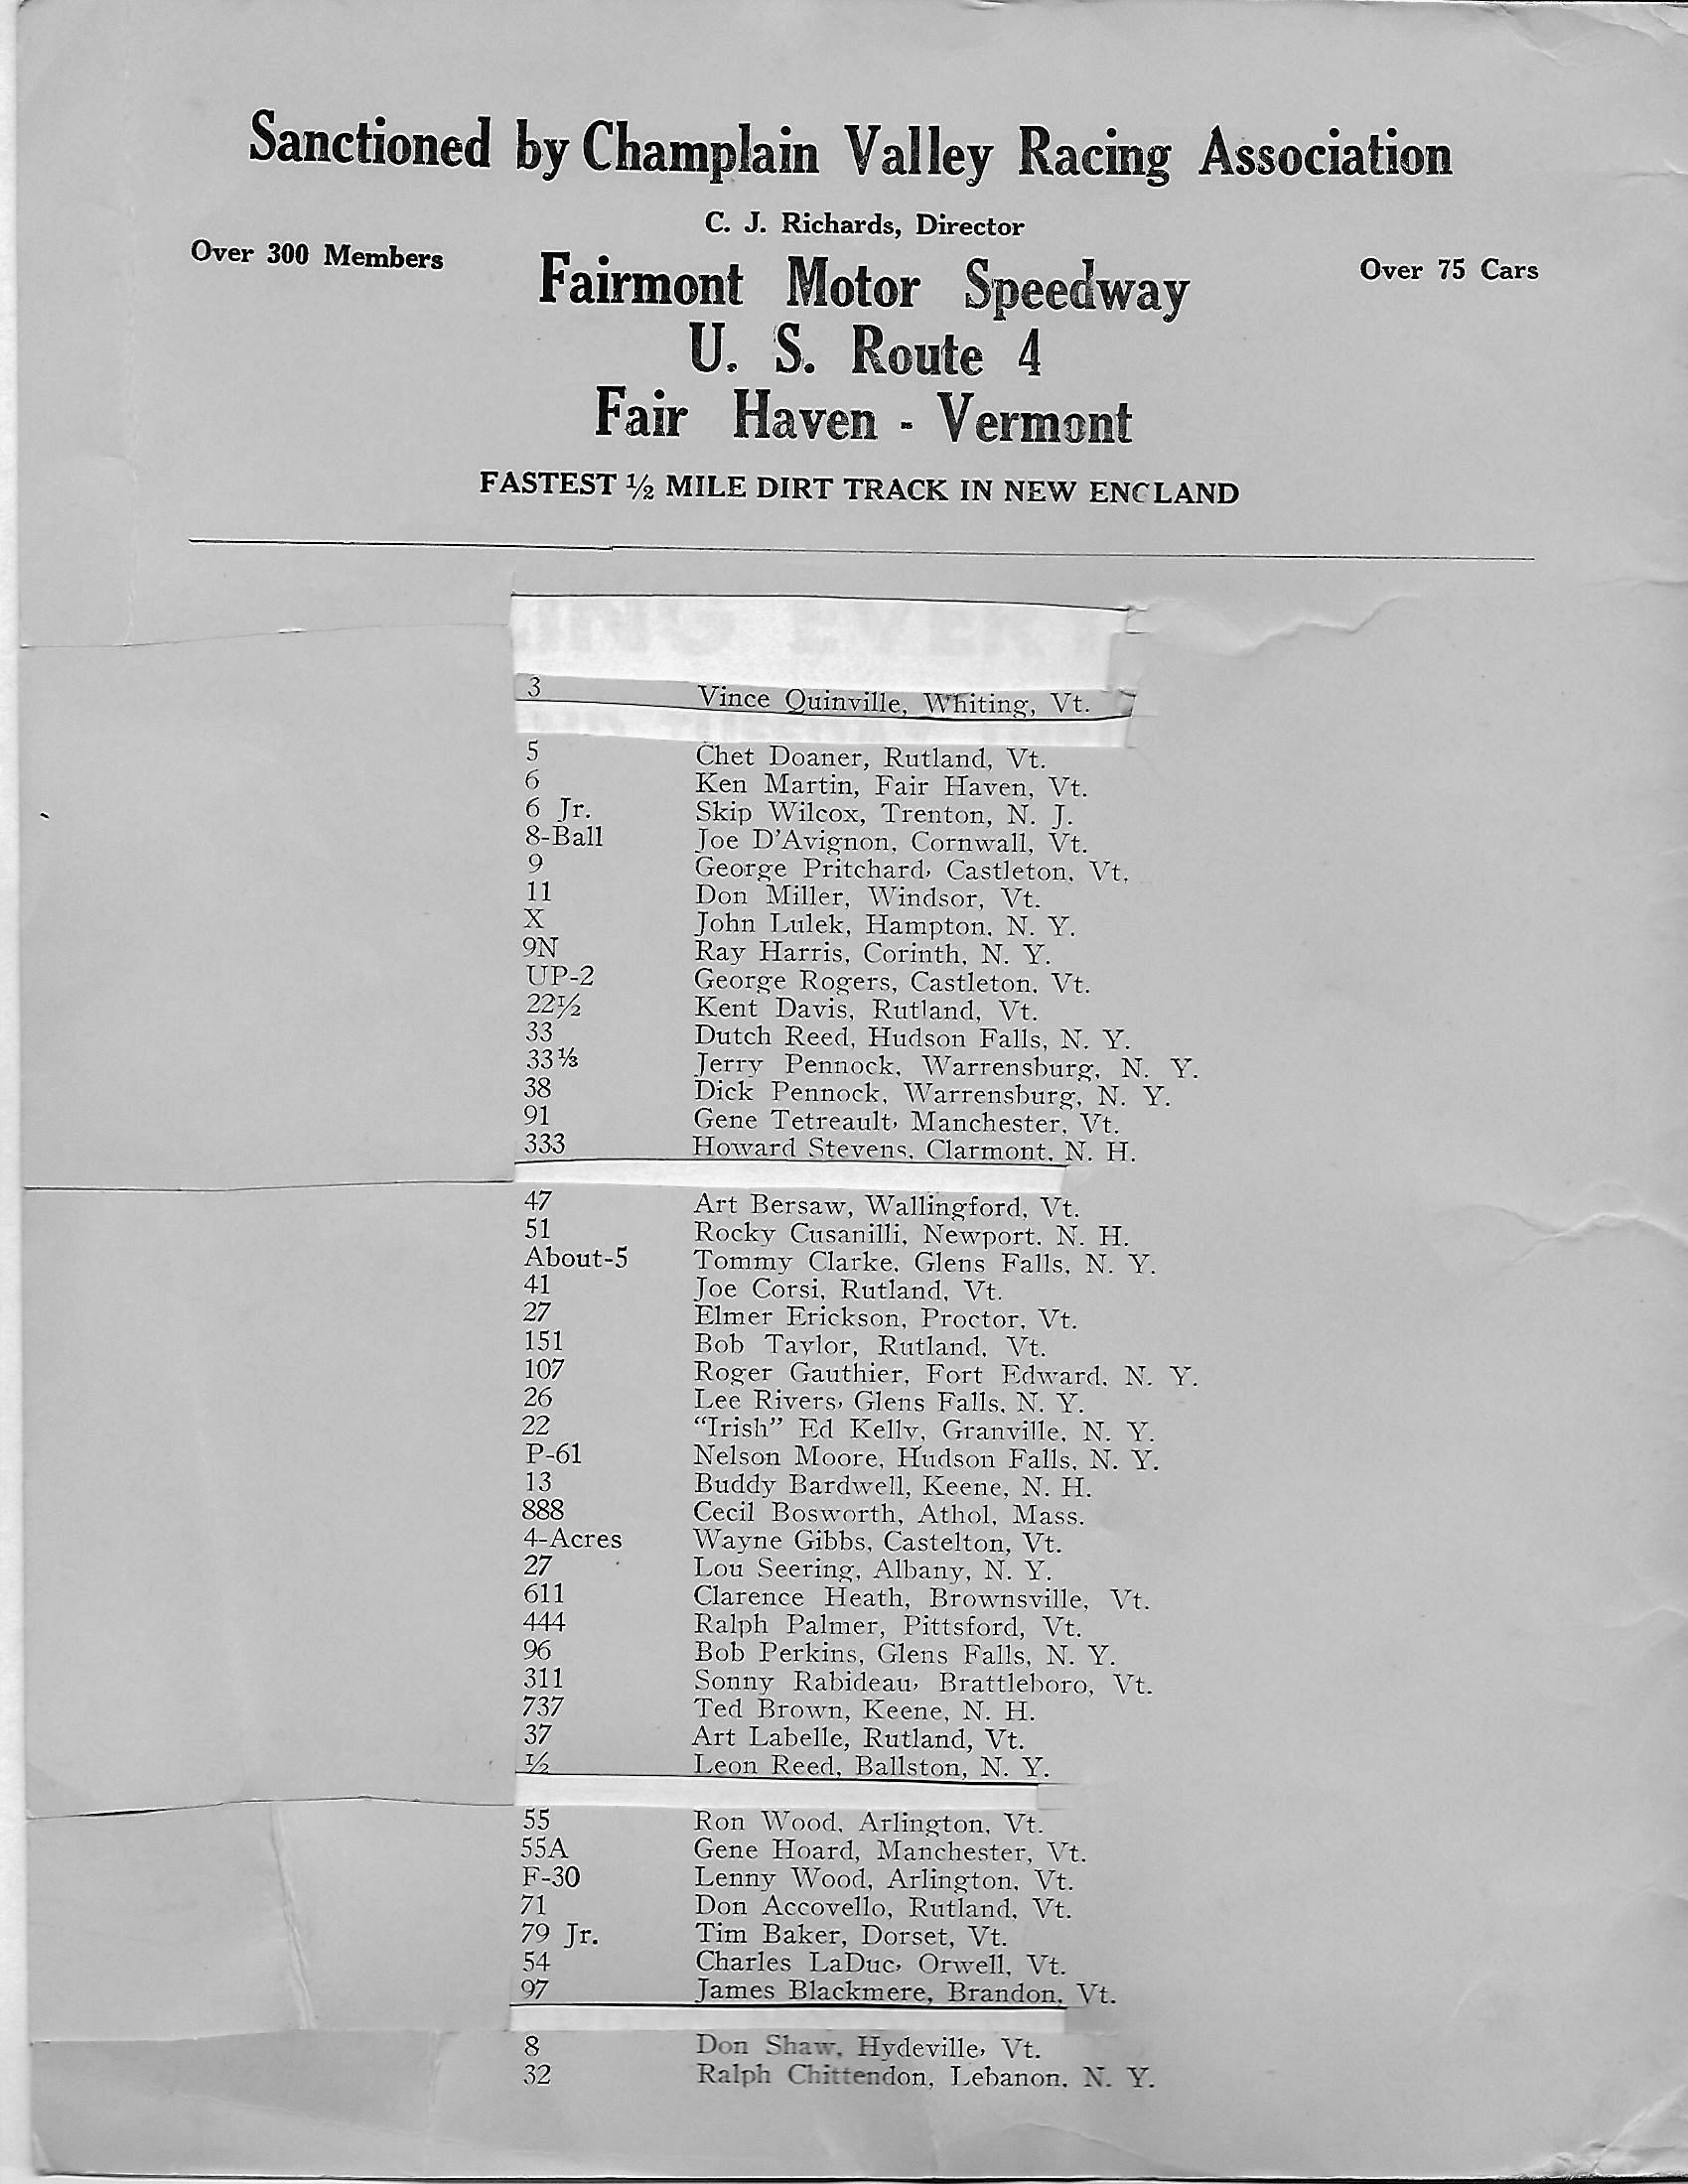 Sanctioned by Champlain Valley Racing Association
C. J. Richards, Director
Over 300 Members
Over 75 Cars
Fairmont Motor Speedway
U. S. Route 4
Fair Haven - Vermont
FASTEST ½ MILE DIRT TRACK IN NEW ENGLAND
3 Vince Quinville, Whiting, Vt.
5 Chet Doaner, Rutland, Vt.
6 Ken Martin, Fair Haven, Vt.
6 Jr. Skip Wilcox, Trenton, N. J.
8-Ball Joe D'Avignon, Cornwall, Vt.
9 George Pritchard, Castleton, Vt.
11 Don Miller, Windsor, Vt.
X John Lulek, Hampton, N. Y.
9N Ray Harris, Corinth, N. Y.
UP-2 George Rogers, Castleton, Vt.
22½ Kent Davis, Rutland, Vt.
33 Dutch Reed, Hudson Falls, N. Y.
33⅓ Jerry Pennock, Warrensburg, N. Y.
38 Dick Pennock, Warrensburg, N. Y.
91 Gene Tetreault, Manchester, Vt.
333 Howard Stevens, Clarmont, N. H.
47 Art Bersaw, Wallingford, Vt.
51 Rocky Cusanilli, Newport, N. H.
About-5 Tommy Clarke, Glens Falls, N. Y.
41 Joe Corsi, Rutland, Vt.
27 Elmer Erickson, Proctor, Vt.
151 Bob Taylor, Rutland, Vt.
107 Roger Gauthier, Fort Edward, N. Y.
26 Lee Rivers, Glens Falls, N. Y.
22 "Irish" Ed Kelly, Granville, N. Y.
P-61 Nelson Moore, Hudson Falls, N. Y.
13 Buddy Bardwell, Keene, N. H.
888 Cecil Bosworth, Athol, Mass.
4-Acres Wayne Gibbs, Castelton, Vt.
27 Lou Seering, Albany, N. Y.
611 Clarence Heath, Brownsville, Vt.
444 Ralph Palmer, Pittsford, Vt.
96 Bob Perkins, Glens Falls, N. Y.
311 Sonny Rabideau, Brattleboro, Vt.
737 Ted Brown, Keene, N. H.
37 Art Labelle, Rutland, Vt.
½ Leon Reed, Ballston, N. Y.
55 Ron Wood, Arlington, Vt.
55A Gene Hoard, Manchester, Vt.
F-30 Lenny Wood, Arlington, Vt.
71 Don Accovello, Rutland, Vt.
79 Jr. Tim Baker, Dorset, Vt.
54 Charles LaDuc, Orwell, Vt.
97 James Blackmere, Brandon, Vt.
8 Don Shaw, Hydeville, Vt.
32 Ralph Chittendon, Lebanon, N. Y.